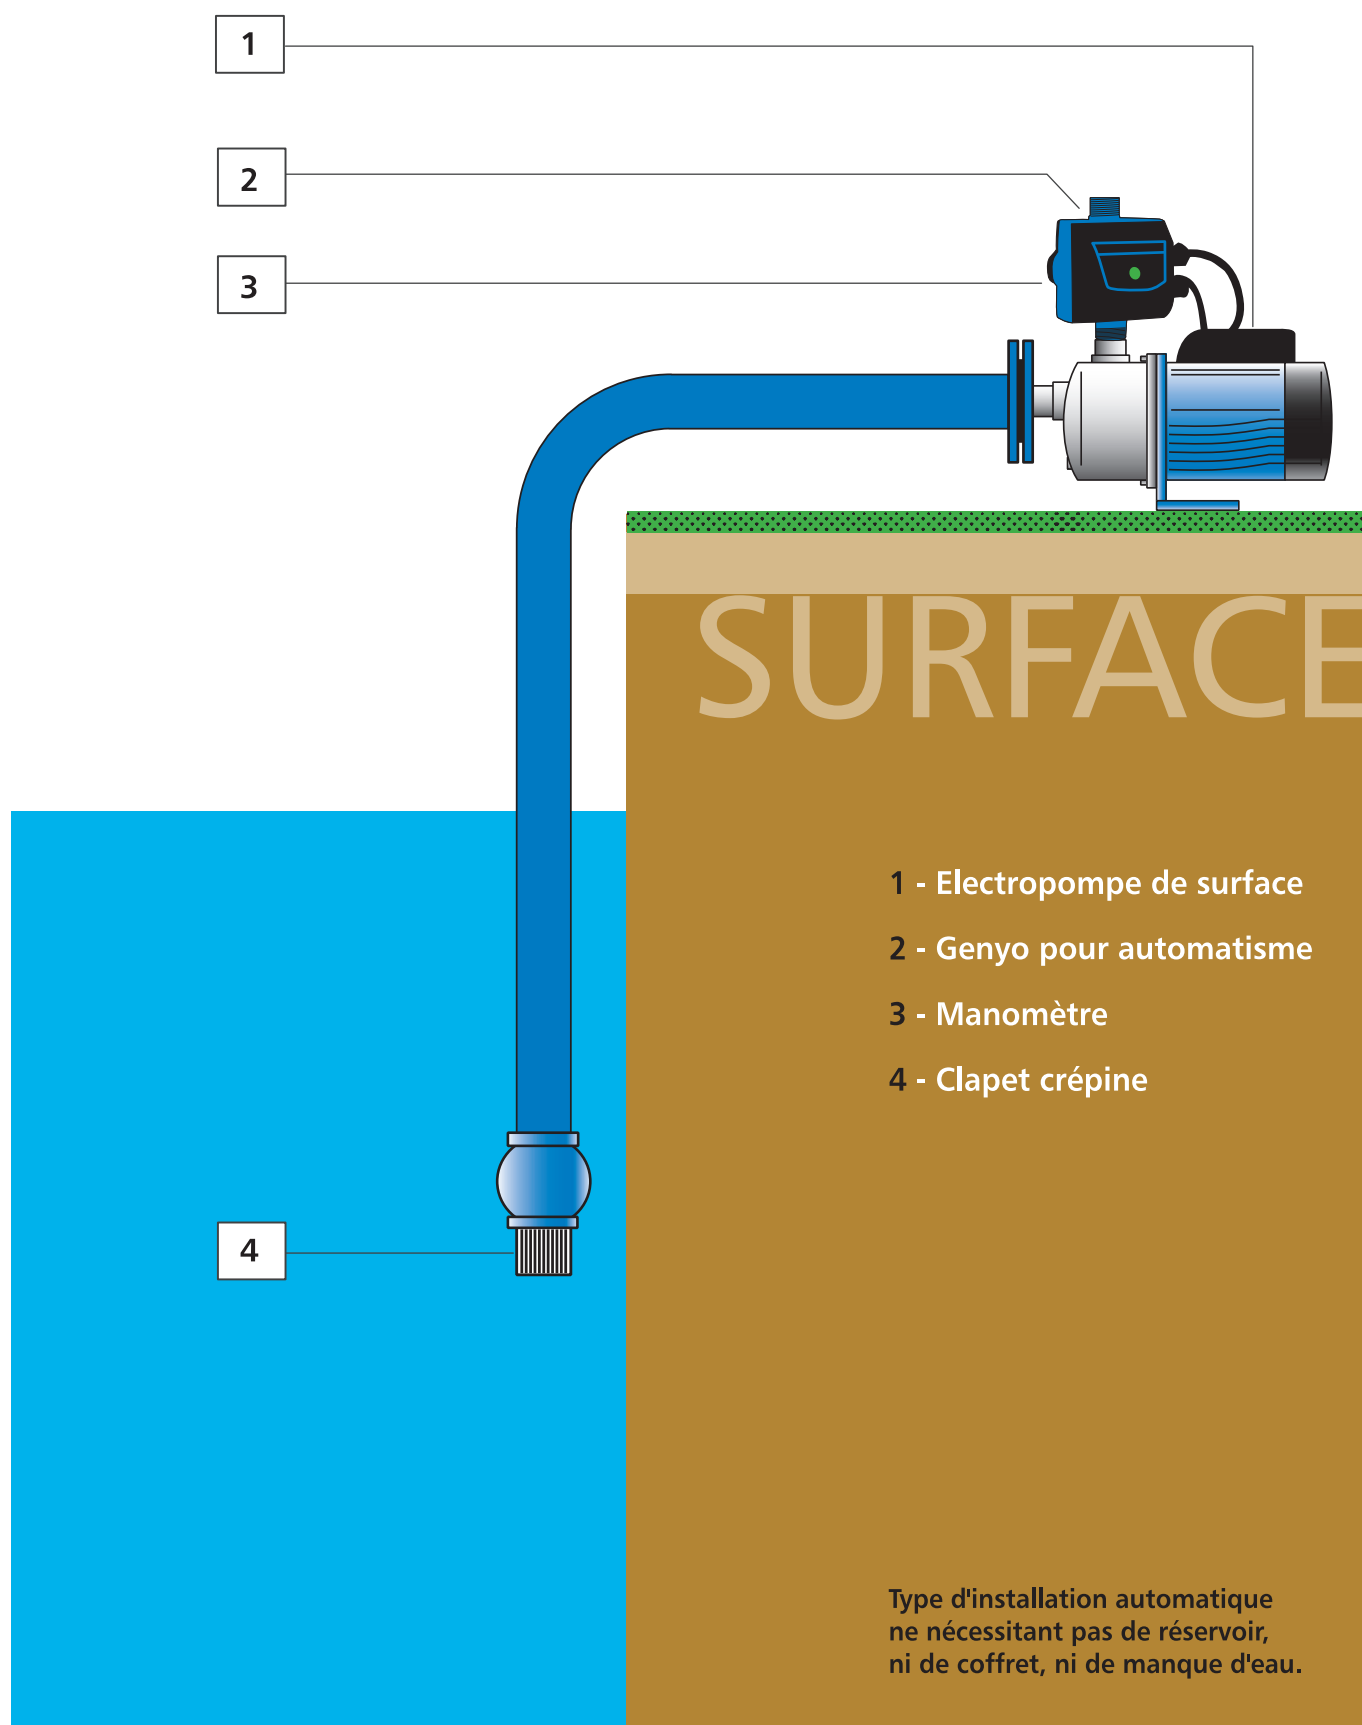 1
2
3
SURFACE
1 - Electropompe de surface
2 - Genyo pour automatisme
3 - Manomètre
4 - Clapet crépine
4
Type d'installation automatique
ne nécessitant pas de réservoir,
ni de coffret, ni de manque d'eau.